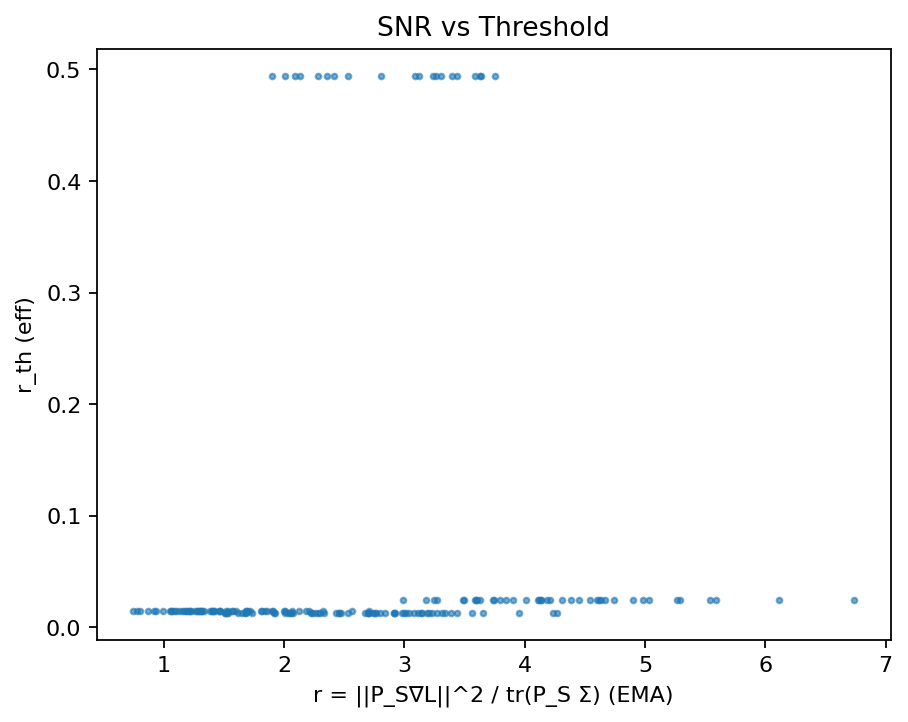 SNR vs Threshold
0.5
0.4
0.3
0.2
0.1
0.0
r_th (eff)
1 2 3 4 5 6 7
r = ||P_S∇L||^2 / tr(P_S Σ) (EMA)